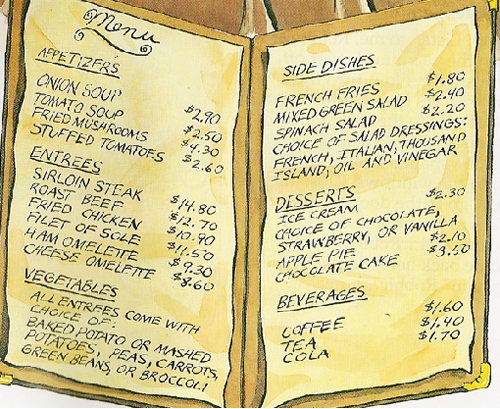 Menu
APPETIZERS
ONION SOUP $2.90
TOMATO SOUP $2.50
FRIED MUSHROOMS $4.30
STUFFED TOMATOES $2.60
ENTREES
SIRLOIN STEAK $14.80
ROAST BEEF $12.70
FRIED CHICKEN $10.90
FILET OF SOLE $11.50
HAM OMELETTE $9.30
CHEESE OMELETTE $8.60
VEGETABLES
ALL ENTREES COME WITH
CHOICE OF:
BAKED POTATO OR MASHED
POTATOES, PEAS, CARROTS,
GREEN BEANS, OR BROCCOLI
SIDE DISHES
FRENCH FRIES $1.80
MIXED GREEN SALAD $2.40
SPINACH SALAD $2.20
CHOICE OF SALAD DRESSINGS:
FRENCH, ITALIAN, THOUSAND
ISLAND, OIL AND VINEGAR
DESSERTS
ICE CREAM $2.30
CHOICE OF CHOCOLATE,
STRAWBERRY, OR VANILLA
APPLE PIE $2.10
CHOCOLATE CAKE $3.50
BEVERAGES
COFFEE $1.60
TEA $1.40
COLA $1.70